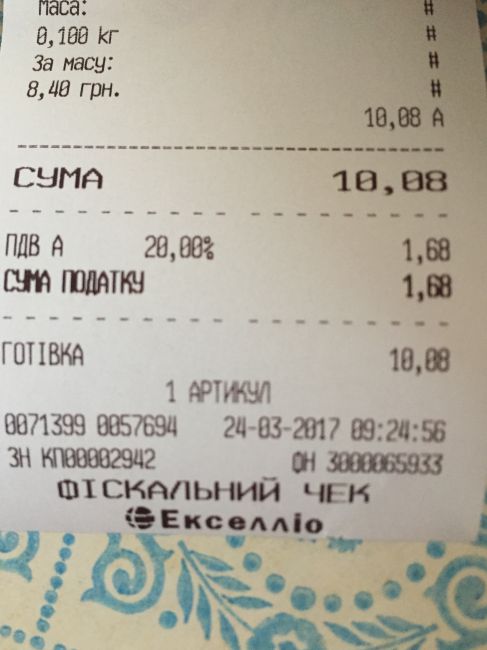 маса: #
0,100 kг #
За масу: #
8,40 грн. #
10,08 А
СУМА 10,08
ПДВ А 20,00% 1,68
СУМА ПОДАТКУ 1,68
ГОТІВКА 10,08
1 АРТИКУЛ
0071399 0057694 24-03-2017 09:24:56
ЗН КП00002942 ФН 3000065933
ФІСКАЛЬНИЙ ЧЕК
Екселліо